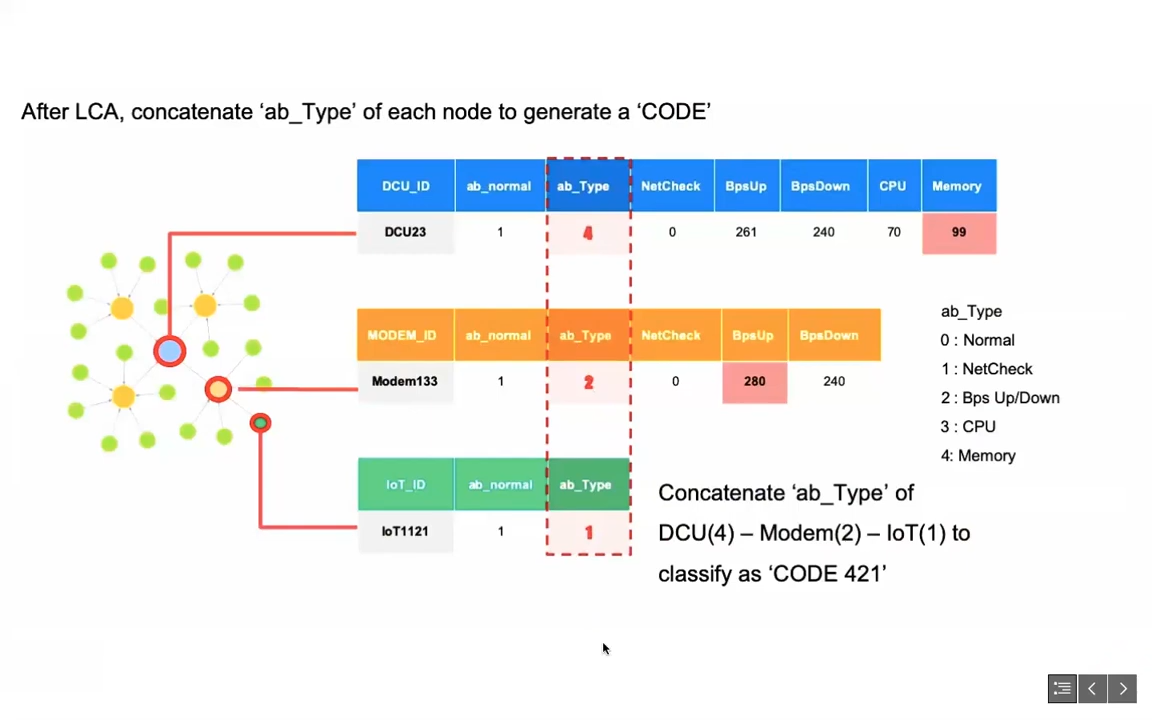 After LCA, concatenate ‘ab_Type’ of each node to generate a ‘CODE’
DCU_ID ab_normal ab_Type NetCheck BpsUp BpsDown CPU Memory
DCU23 1 4 0 261 240 70 99
MODEM_ID ab_normal ab_Type NetCheck BpsUp BpsDown
Modem133 1 2 0 280 240
IoT_ID ab_normal ab_Type
IoT1121 1 1
ab_Type
0 : Normal
1 : NetCheck
2 : Bps Up/Down
3 : CPU
4: Memory
Concatenate ‘ab_Type’ of
DCU(4) – Modem(2) – IoT(1) to
classify as ‘CODE 421’